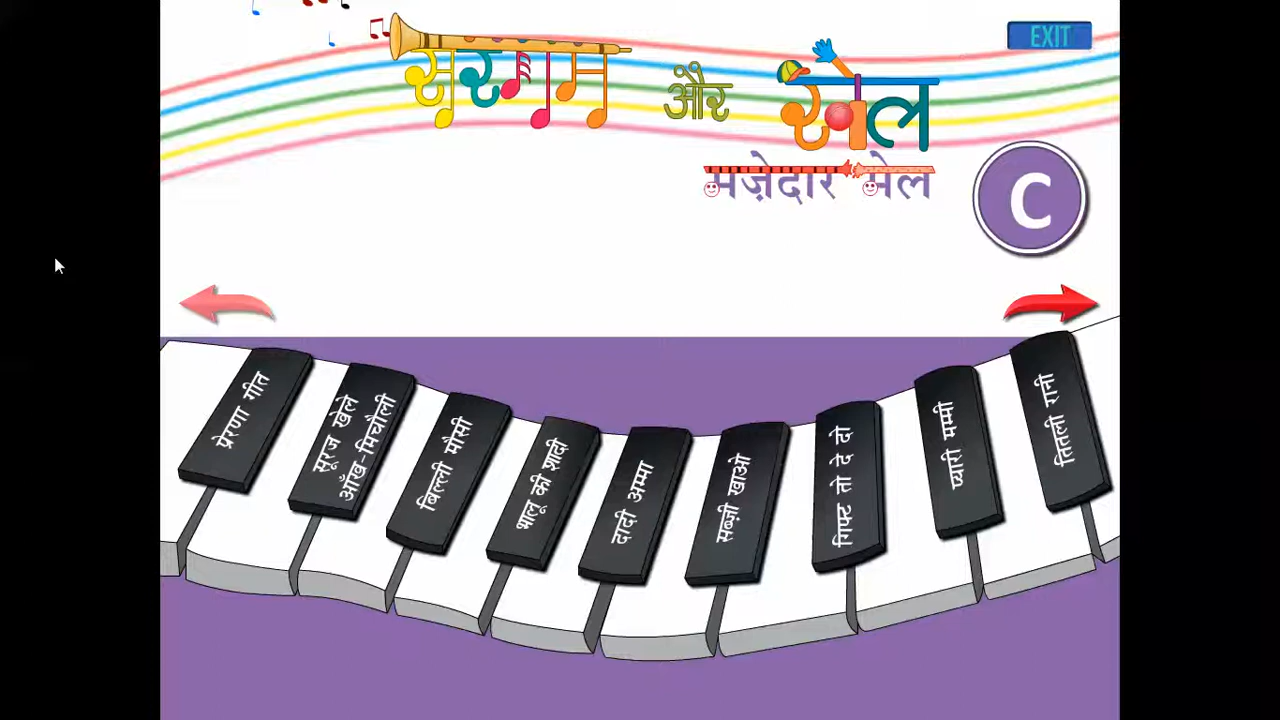 EXIT
सरगम और खेल
मज़ेदार मेल
C
प्रेरणा गीत
सूरज खेले
आँख-मिचौली
बिल्ली मौसी
भालू की शादी
दादी अम्मा
सब्ज़ी खाओ
गिफ्ट तो दे दो
प्यारी मम्मी
तितली रानी